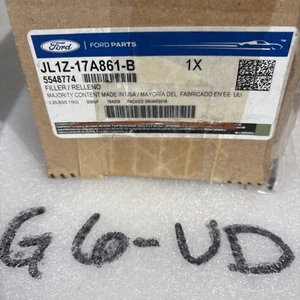 Ford
FORD PARTS
JL1Z-17A861-B
1X
5548774
FILLER / RELLENO
MAJORITY CONTENT MADE IN USA / MAYORÍA DEL FABRICADO EN EE UU
G 6-UD